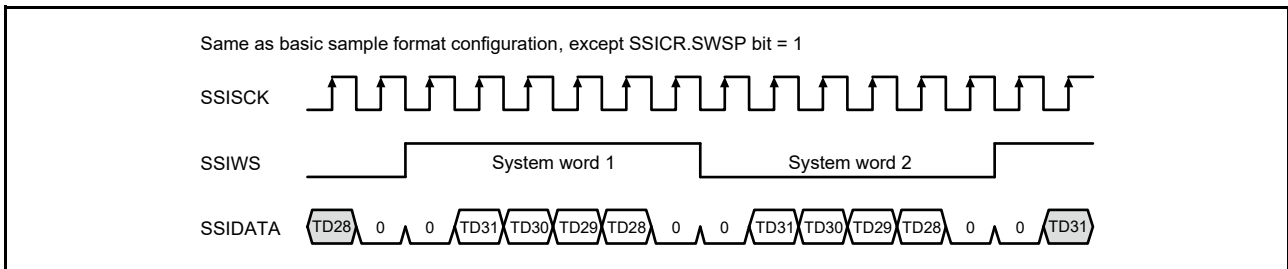 Same as basic sample format configuration, except SSICR.SWSP bit = 1
SSISCK
SSIWS System word 1 System word 2
SSIDATA TD28 0 0 TD31 TD30 TD29 TD28 0 0 TD31 TD30 TD29 TD28 0 0 TD31